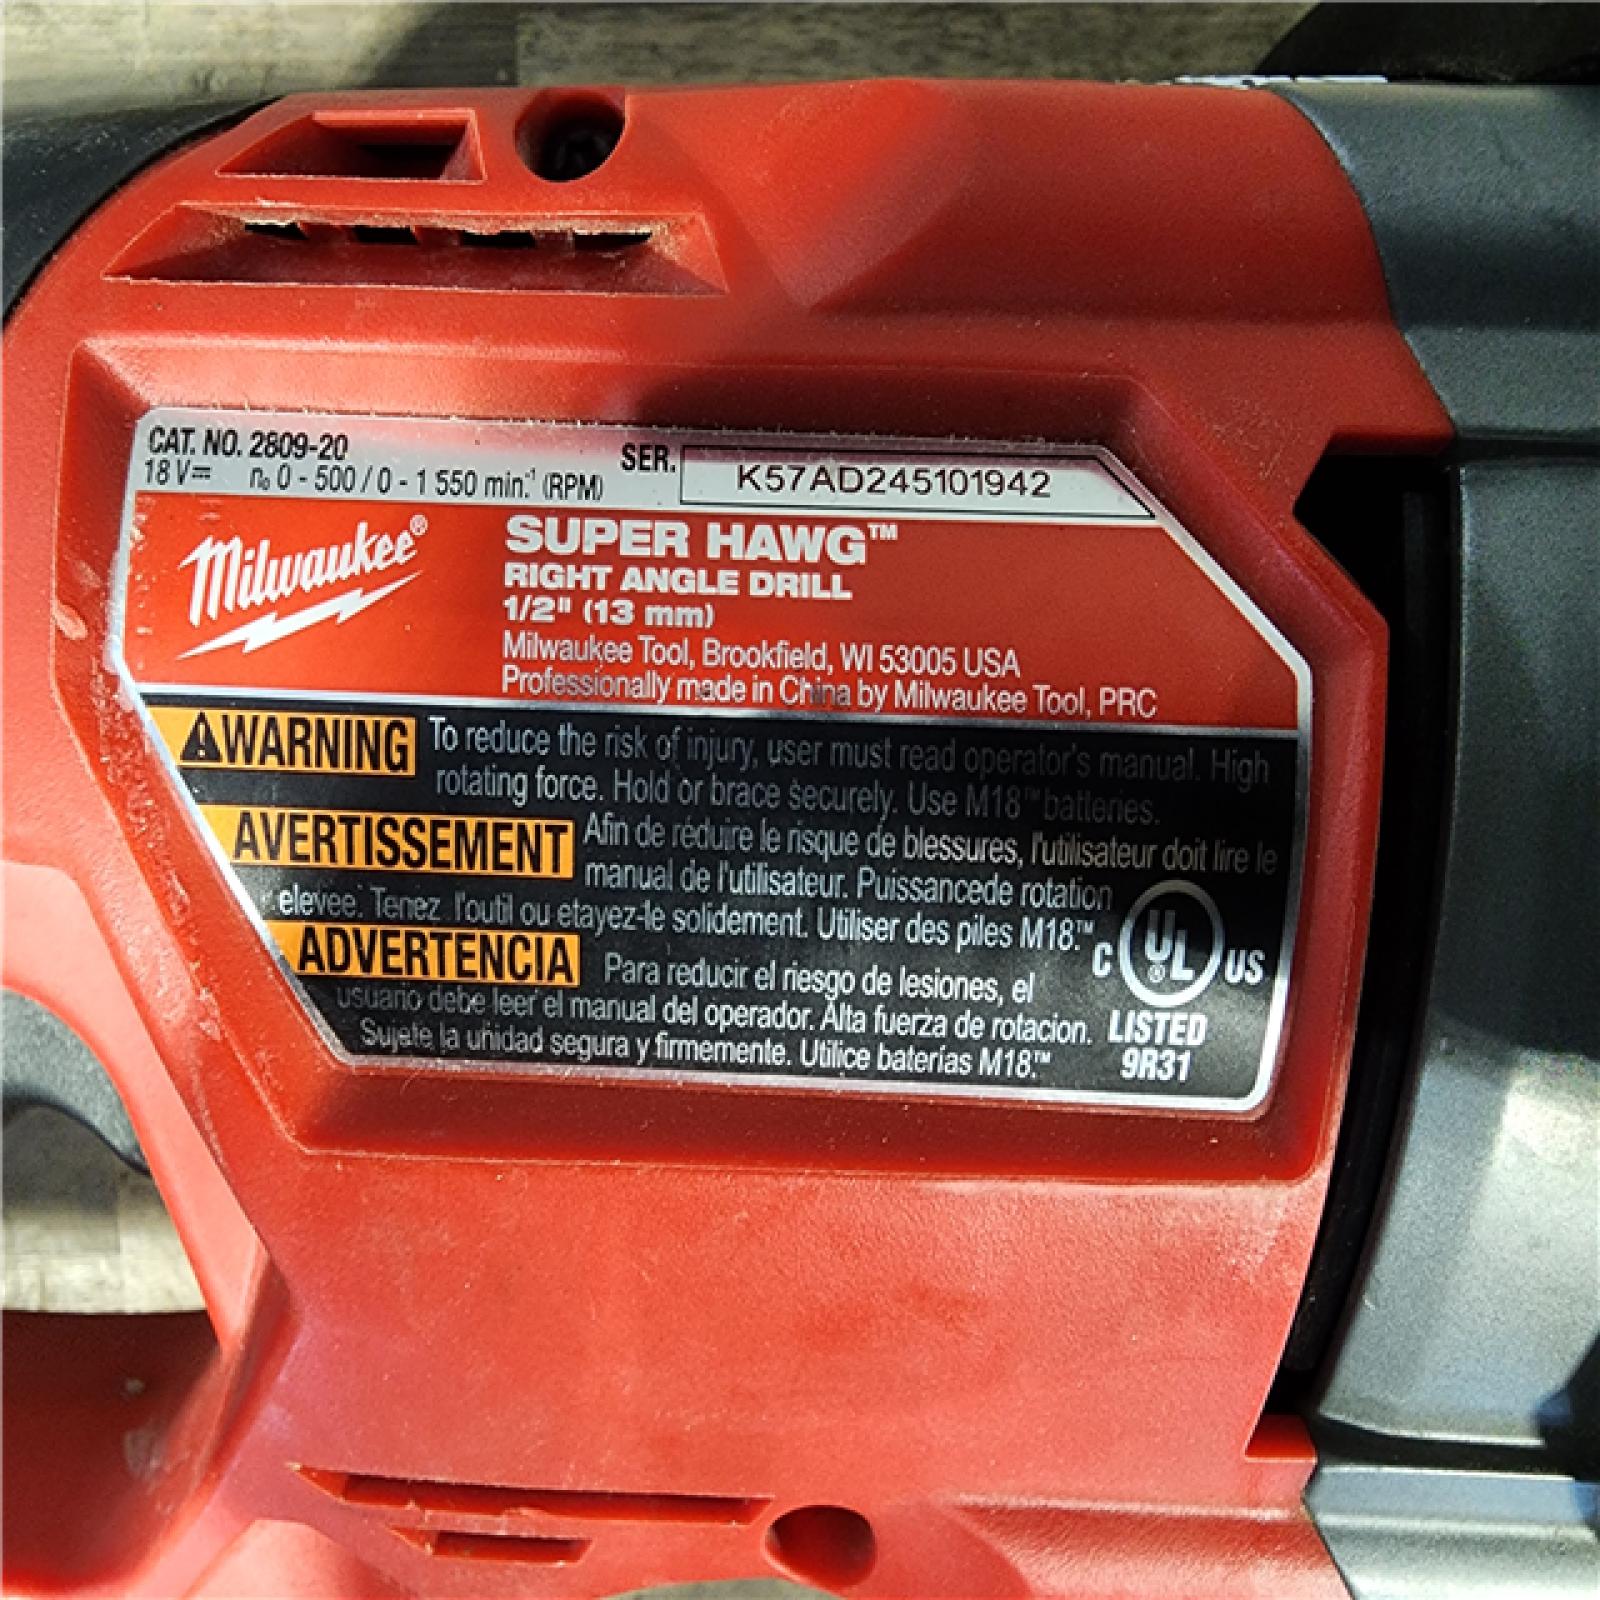 CAT. NO. 2809-20
18 V⎓ n₀ 0 - 500 / 0 - 1 550 min.⁻¹ (RPM)
SER. K57AD245101942
Milwaukee®
SUPER HAWG™
RIGHT ANGLE DRILL
1/2" (13 mm)
Milwaukee Tool, Brookfield, WI 53005 USA
Professionally made in China by Milwaukee Tool, PRC
⚠WARNING To reduce the risk of injury, user must read operator's manual. High
rotating force. Hold or brace securely. Use M18™ batteries.
AVERTISSEMENT Afin de réduire le risque de blessures, l'utilisateur doit lire le
manual de l'utilisateur. Puissancede rotation
elevee. Tenez l'outil ou etayez-le solidement. Utiliser des piles M18.™
ADVERTENCIA Para reducir el riesgo de lesiones, el
usuario debe leer el manual del operador. Alta fuerza de rotacion.
Sujete la unidad segura y firmemente. Utilice baterías M18.™
C UL® US
LISTED
9R31